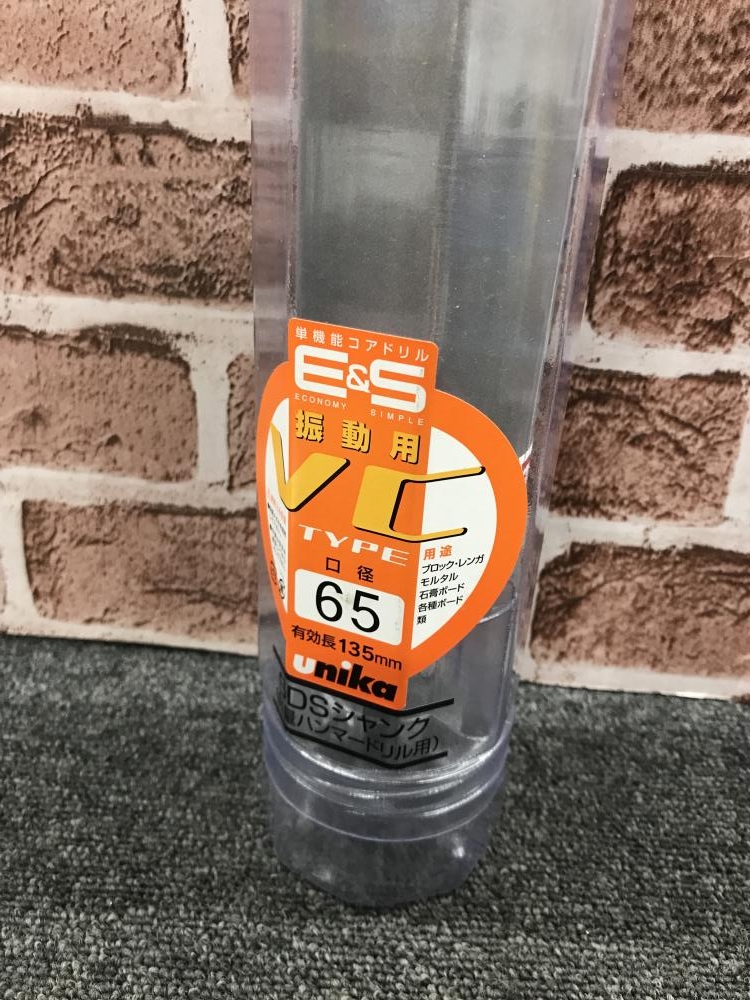 単機能コアドリル
E&S
ECONOMY SIMPLE
振動用
VC
TYPE
口径
65
有効長135mm
unika
用途
ブロック・レンガ
モルタル
石膏ボード
各種ボード
類
DSシャンク
ハンマードリル用)